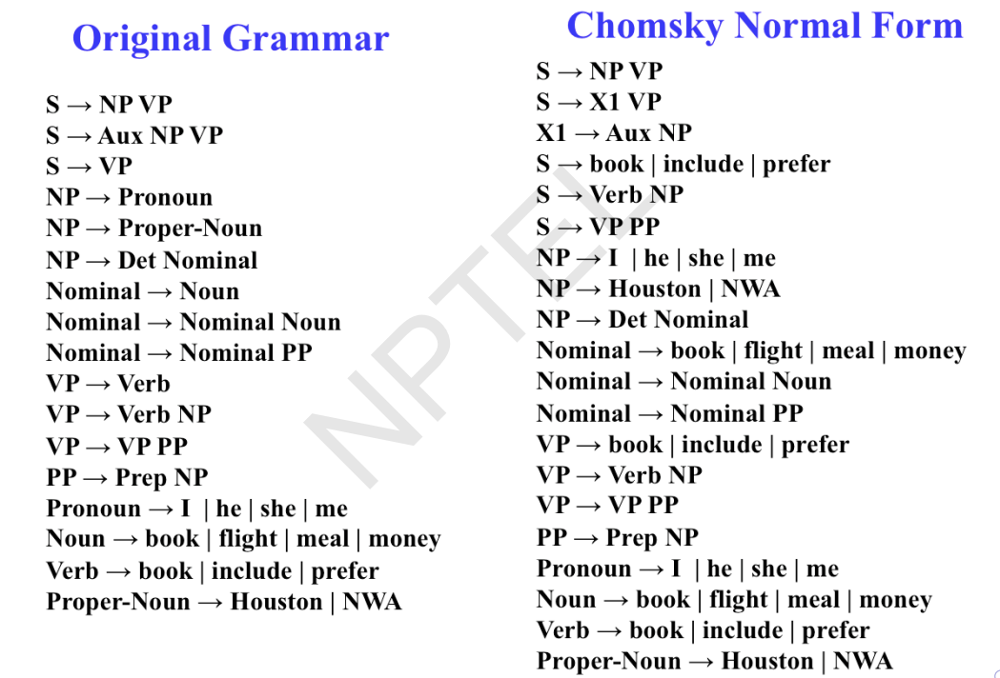 Original Grammar
S → NP VP
S → Aux NP VP
S → VP
NP → Pronoun
NP → Proper-Noun
NP → Det Nominal
Nominal → Noun
Nominal → Nominal Noun
Nominal → Nominal PP
VP → Verb
VP → Verb NP
VP → VP PP
PP → Prep NP
Pronoun → I | he | she | me
Noun → book | flight | meal | money
Verb → book | include | prefer
Proper-Noun → Houston | NWA
Chomsky Normal Form
S → NP VP
S → X1 VP
X1 → Aux NP
S → book | include | prefer
S → Verb NP
S → VP PP
NP → I | he | she | me
NP → Houston | NWA
NP → Det Nominal
Nominal → book | flight | meal | money
Nominal → Nominal Noun
Nominal → Nominal PP
VP → book | include | prefer
VP → Verb NP
VP → VP PP
PP → Prep NP
Pronoun → I | he | she | me
Noun → book | flight | meal | money
Verb → book | include | prefer
Proper-Noun → Houston | NWA
NPTEL